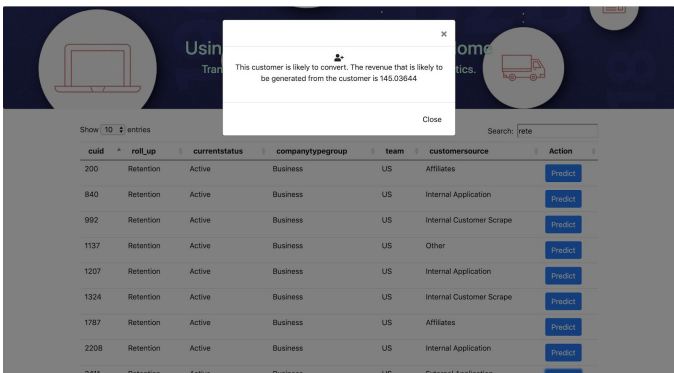 Usin
ome
×
This customer is likely to convert. The revenue that is likely to
be generated from the customer is 145.03644
Tran
tics.
Close
Show 10 entries
Search: rete
cuid roll_up currentstatus companytypegroup team customersource Action
200 Retention Active Business US Affiliates Predict
840 Retention Active Business US Internal Application Predict
992 Retention Active Business US Internal Customer Scrape Predict
1137 Retention Active Business US Other Predict
1207 Retention Active Business US Internal Application Predict
1324 Retention Active Business US Internal Customer Scrape Predict
1787 Retention Active Business US Affiliates Predict
2208 Retention Active Business US Internal Application Predict